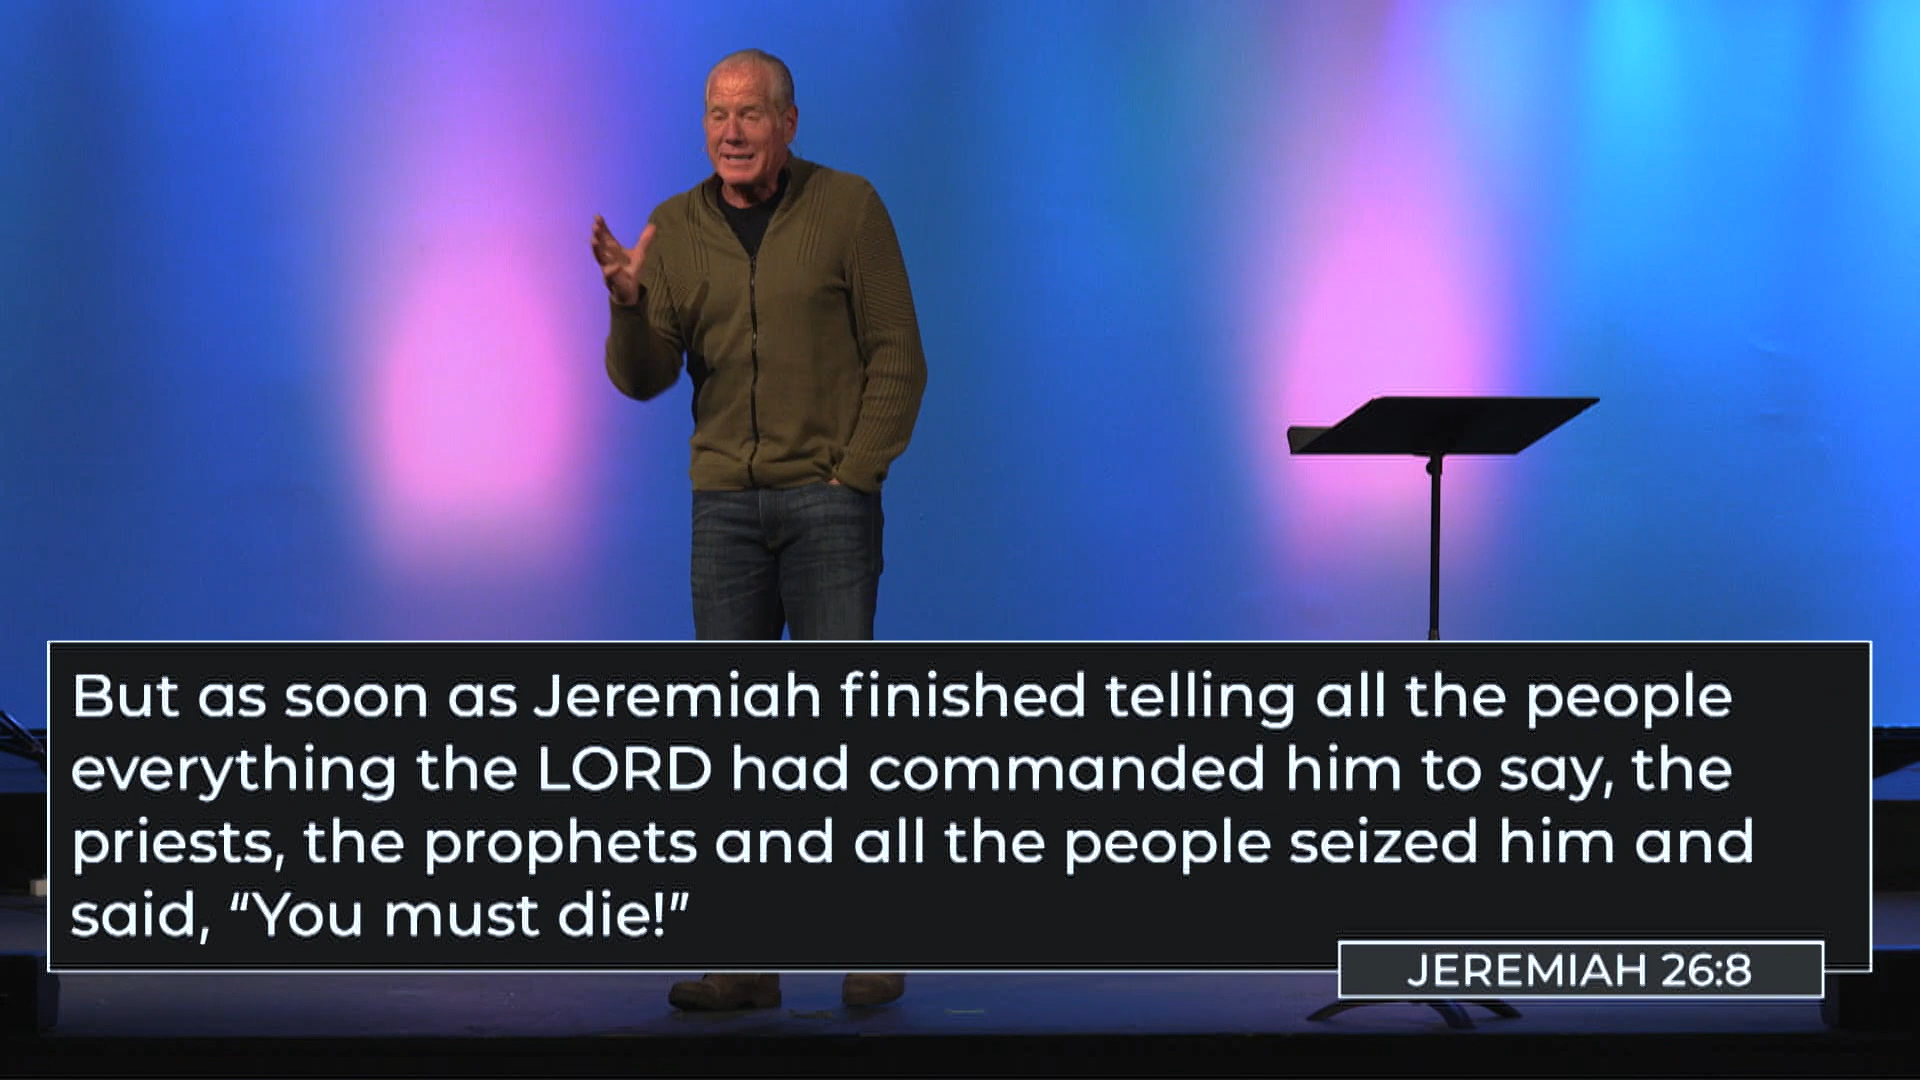 But as soon as Jeremiah finished telling all the people
everything the LORD had commanded him to say, the
priests, the prophets and all the people seized him and
said, “You must die!”
JEREMIAH 26:8